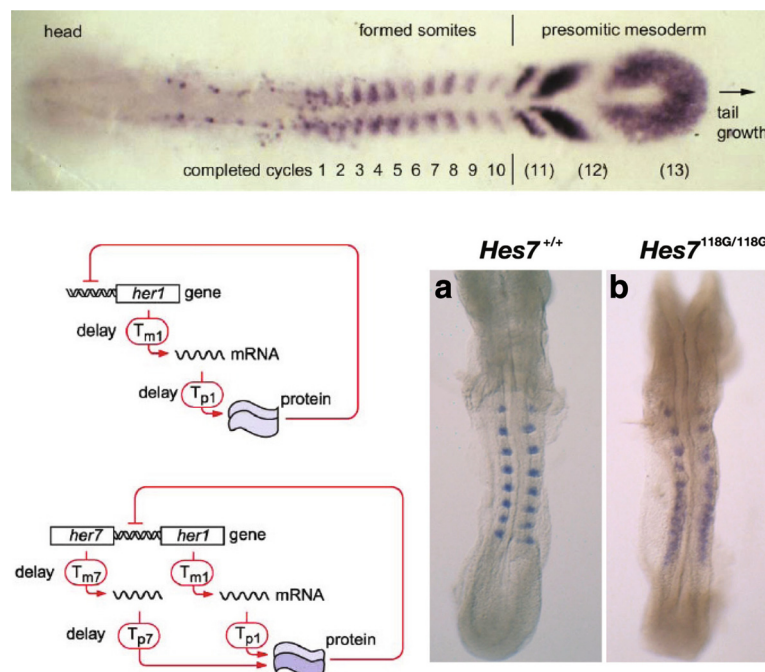 head formed somites presomitic mesoderm
tail
growth
completed cycles 1 2 3 4 5 6 7 8 9 10 (11) (12) (13)
her1 gene
delay Tm1
mRNA
delay Tp1
protein
her7 her1 gene
delay Tm7 Tm1
mRNA
delay Tp7 Tp1
protein
Hes7+/+ Hes7118G/118G
a b